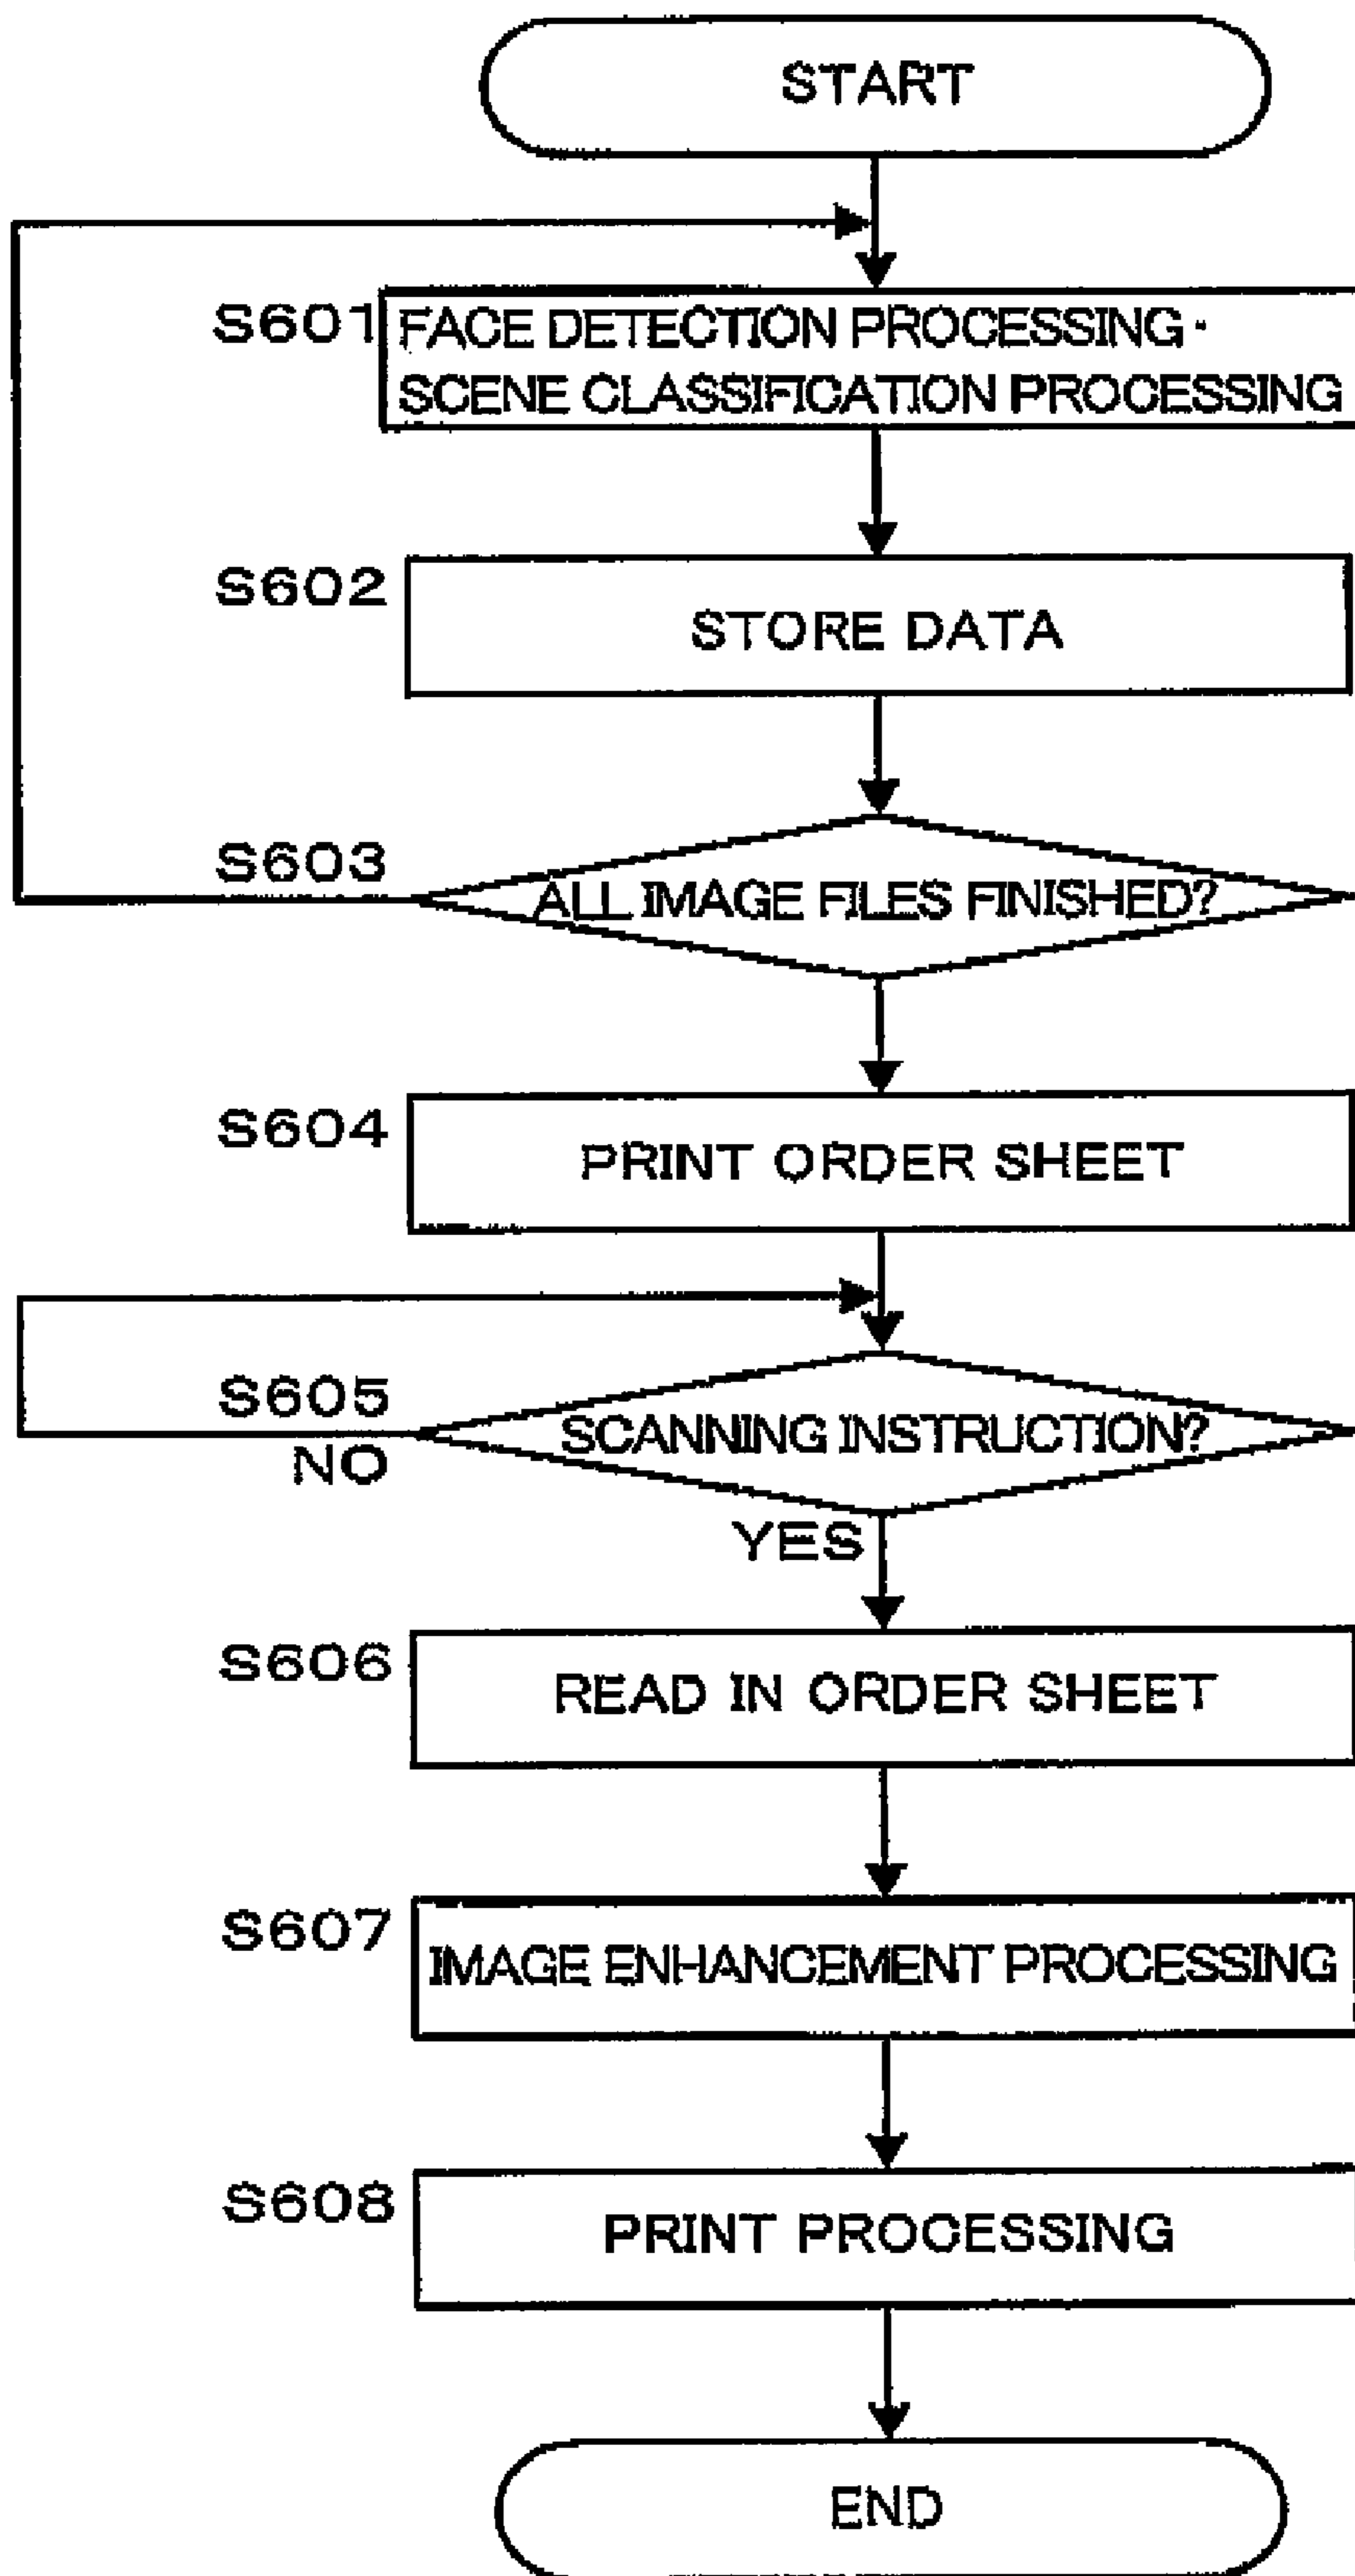 START
S601
FACE DETECTION PROCESSING·
SCENE CLASSIFICATION PROCESSING
S602
STORE DATA
S603
ALL IMAGE FILES FINISHED?
S604
PRINT ORDER SHEET
S605
SCANNING INSTRUCTION?
NO
YES
S606
READ IN ORDER SHEET
S607
IMAGE ENHANCEMENT PROCESSING
S608
PRINT PROCESSING
END